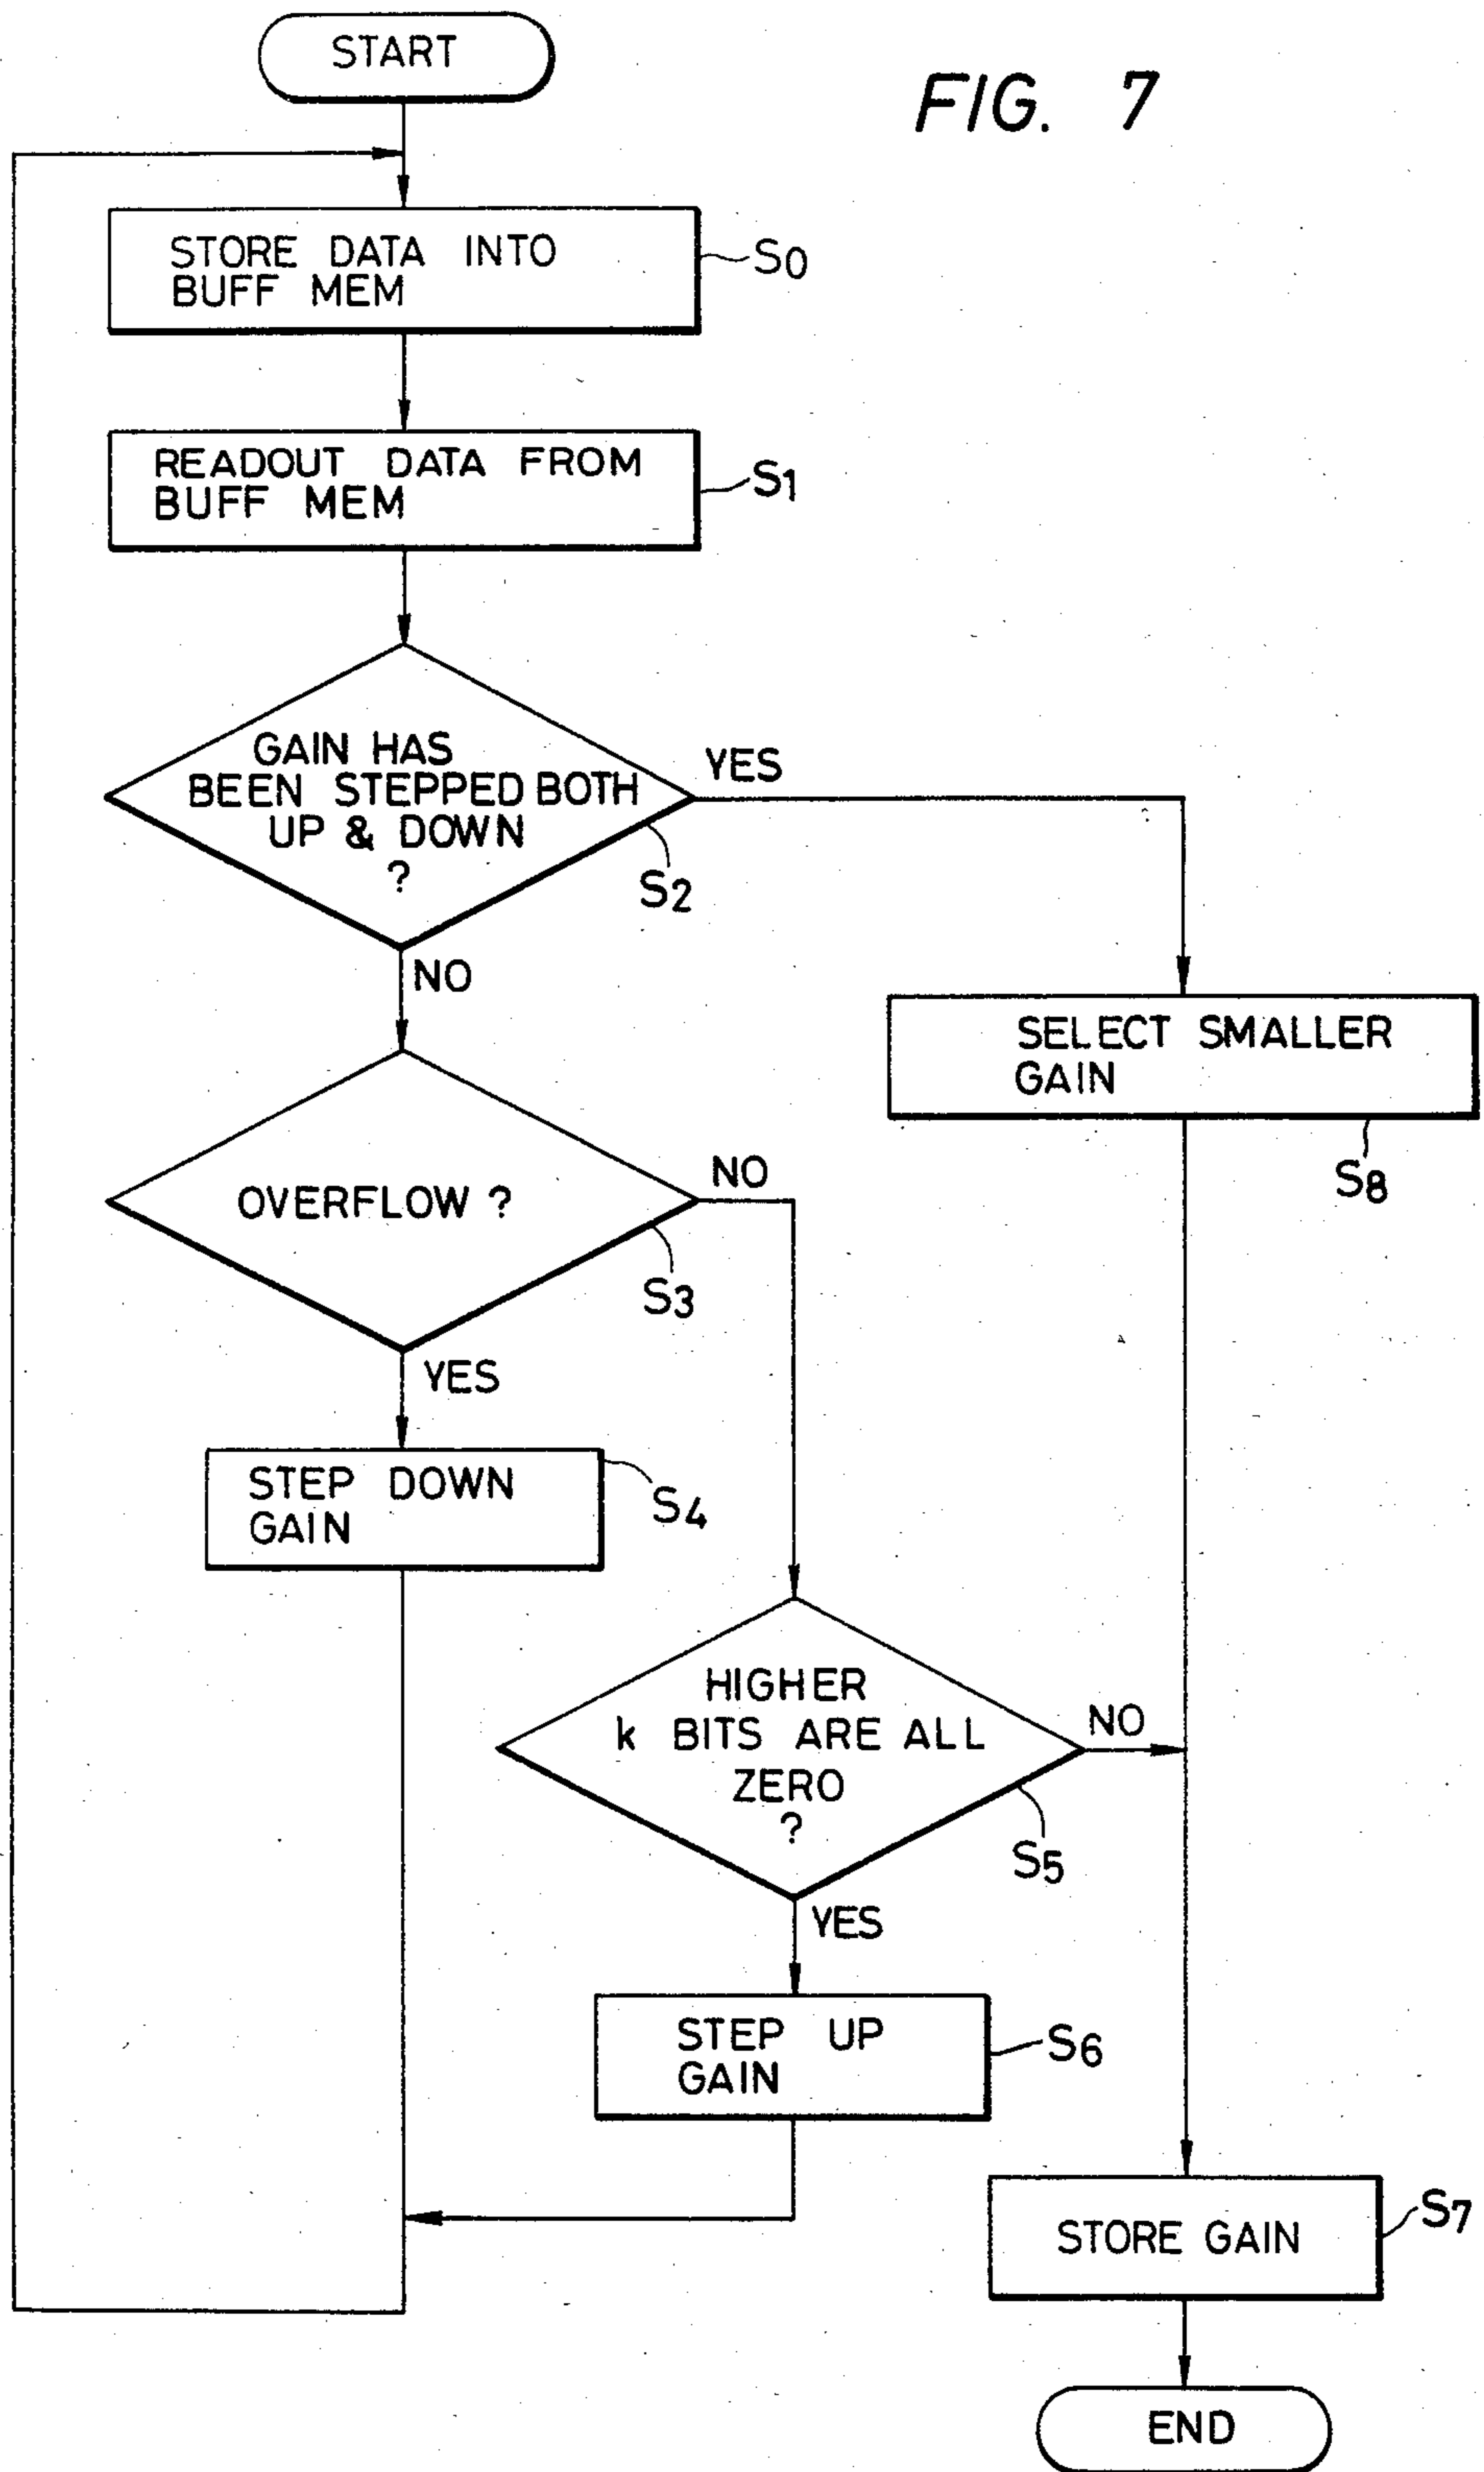 START
FIG. 7
STORE DATA INTO
BUFF MEM
S0
READOUT DATA FROM
BUFF MEM
S1
GAIN HAS
BEEN STEPPED BOTH
UP & DOWN
?
YES
S2
NO
SELECT SMALLER
GAIN
S8
OVERFLOW ?
NO
S3
YES
STEP DOWN
GAIN
S4
HIGHER
k BITS ARE ALL
ZERO
?
NO
S5
YES
STEP UP
GAIN
S6
STORE GAIN
S7
END